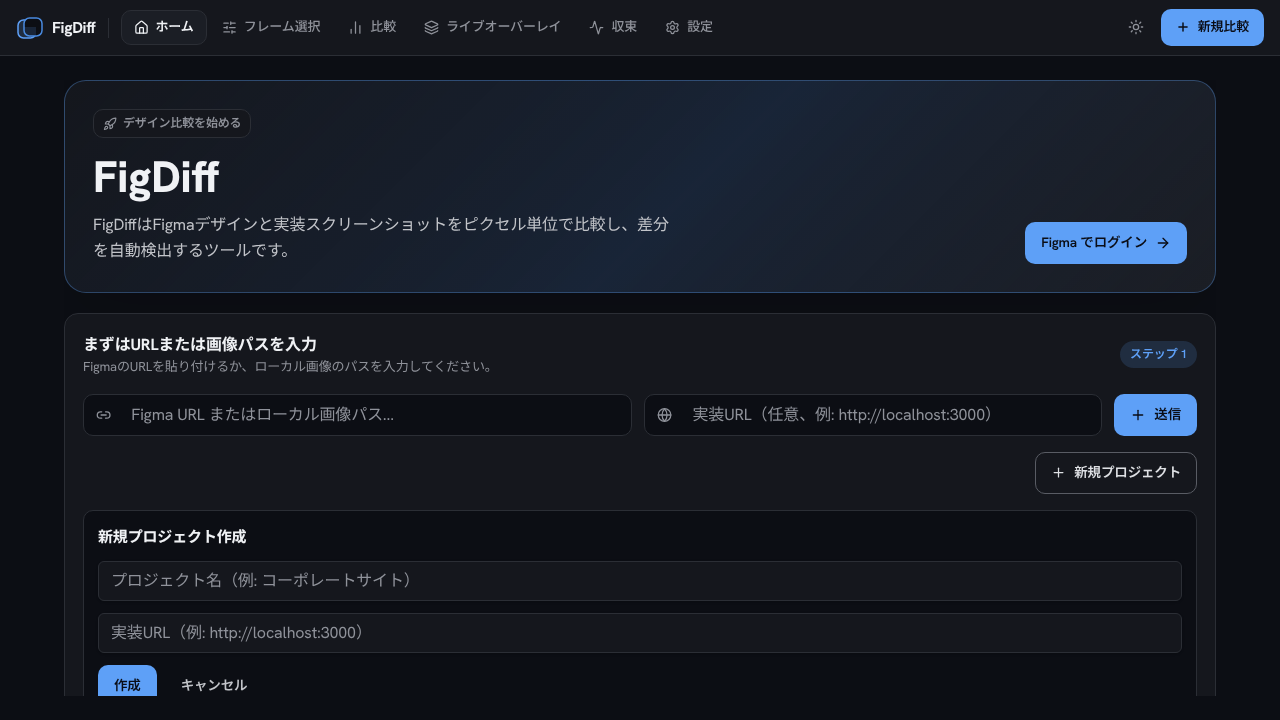 FigDiff
ホーム
フレーム選択
比較
ライブオーバーレイ
収束
設定
新規比較
デザイン比較を始める
FigDiff
FigDiffはFigmaデザインと実装スクリーンショットをピクセル単位で比較し、差分
を自動検出するツールです。
Figma でログイン
まずはURLまたは画像パスを入力
FigmaのURLを貼り付けるか、ローカル画像のパスを入力してください。
ステップ 1
Figma URL またはローカル画像パス...
実装URL（任意、例: http://localhost:3000）
送信
新規プロジェクト
新規プロジェクト作成
プロジェクト名（例: コーポレートサイト）
実装URL（例: http://localhost:3000）
作成
キャンセル